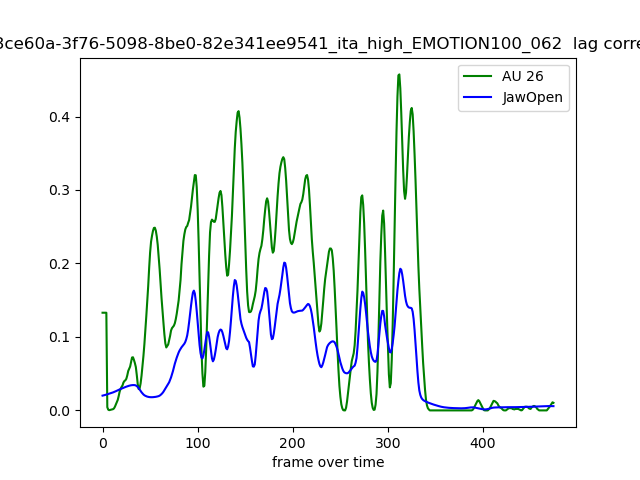 3ce60a-3f76-5098-8be0-82e341ee9541_ita_high_EMOTION100_062 lag corre
AU 26
JawOpen
0.4
0.3
0.2
0.1
0.0
0 100 200 300 400
frame over time